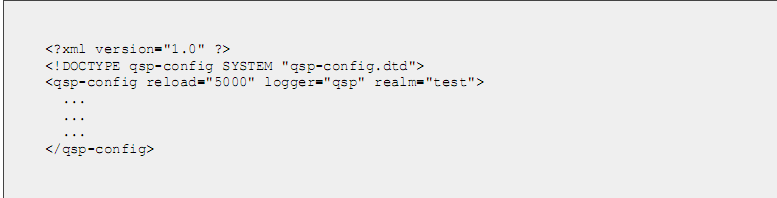 <?xml version="1.0" ?>
<!DOCTYPE qsp-config SYSTEM "qsp-config.dtd">
<qsp-config reload="5000" logger="qsp" realm="test">
...
...
...
</qsp-config>